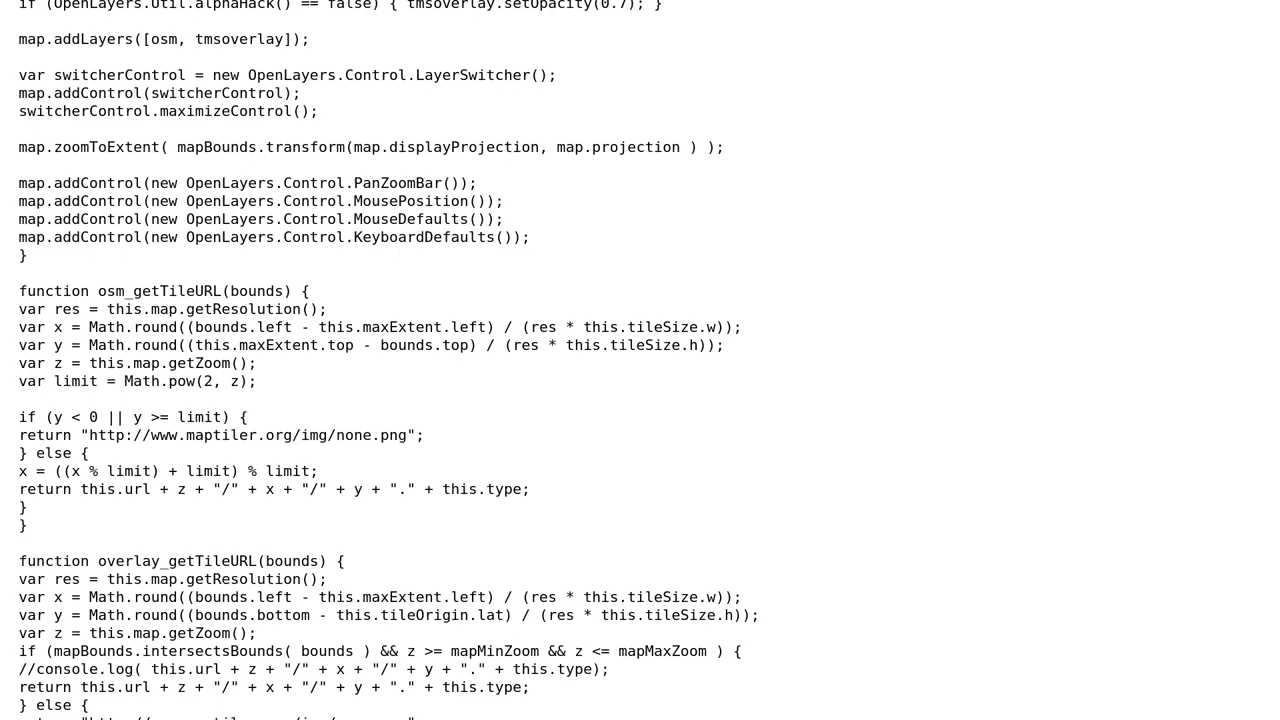 if (OpenLayers.Util.alphaHack() == false) { tmsoverlay.setOpacity(0.7); }
map.addLayers([osm, tmsoverlay]);
var switcherControl = new OpenLayers.Control.LayerSwitcher();
map.addControl(switcherControl);
switcherControl.maximizeControl();
map.zoomToExtent( mapBounds.transform(map.displayProjection, map.projection ) );
map.addControl(new OpenLayers.Control.PanZoomBar());
map.addControl(new OpenLayers.Control.MousePosition());
map.addControl(new OpenLayers.Control.MouseDefaults());
map.addControl(new OpenLayers.Control.KeyboardDefaults());
}
function osm_getTileURL(bounds) {
var res = this.map.getResolution();
var x = Math.round((bounds.left - this.maxExtent.left) / (res * this.tileSize.w));
var y = Math.round((this.maxExtent.top - bounds.top) / (res * this.tileSize.h));
var z = this.map.getZoom();
var limit = Math.pow(2, z);
if (y < 0 || y >= limit) {
return "http://www.maptiler.org/img/none.png";
} else {
x = ((x % limit) + limit) % limit;
return this.url + z + "/" + x + "/" + y + "." + this.type;
}
}
function overlay_getTileURL(bounds) {
var res = this.map.getResolution();
var x = Math.round((bounds.left - this.maxExtent.left) / (res * this.tileSize.w));
var y = Math.round((bounds.bottom - this.tileOrigin.lat) / (res * this.tileSize.h));
var z = this.map.getZoom();
if (mapBounds.intersectsBounds( bounds ) && z >= mapMinZoom && z <= mapMaxZoom ) {
//console.log( this.url + z + "/" + x + "/" + y + "." + this.type);
return this.url + z + "/" + x + "/" + y + "." + this.type;
} else {